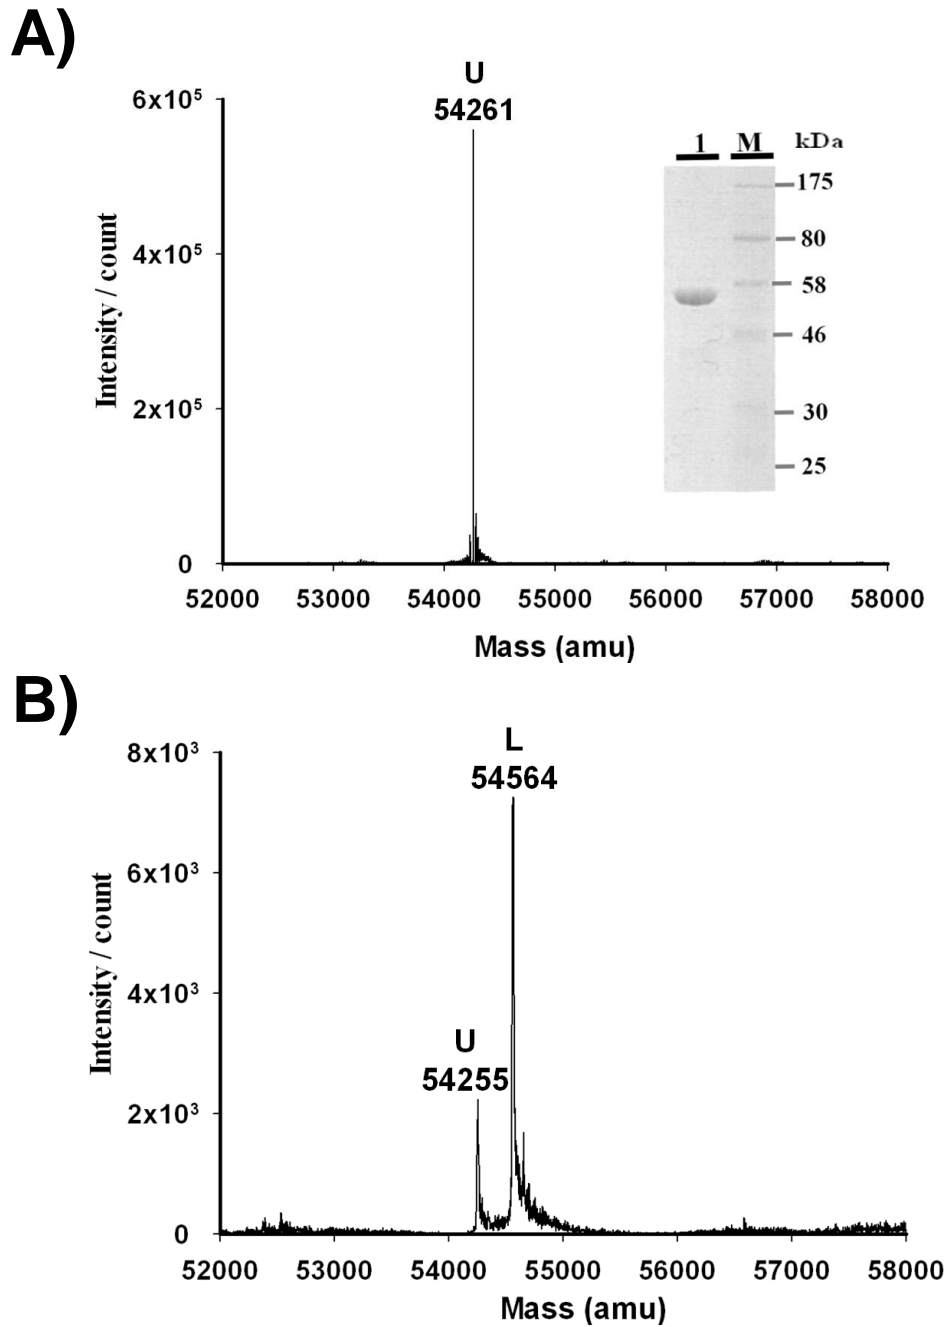 A)
U
54261
6x10⁵
4x10⁵
2x10⁵
0
Intensity / count
52000 53000 54000 55000 56000 57000 58000
Mass (amu)
1 M kDa
175
80
58
46
30
25
B)
L
54564
U
54255
8x10³
6x10³
4x10³
2x10³
0
Intensity / count
52000 53000 54000 55000 56000 57000 58000
Mass (amu)